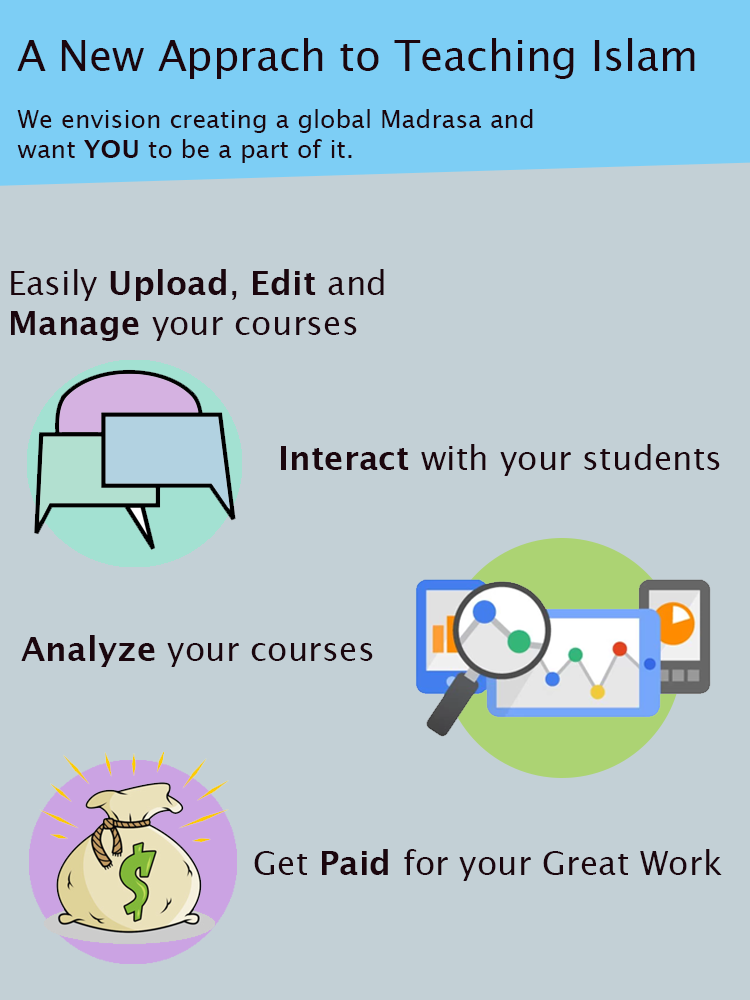 A New Apprach to Teaching Islam
We envision creating a global Madrasa and
want YOU to be a part of it.
Easily Upload, Edit and
Manage your courses
Interact with your students
Analyze your courses
$
Get Paid for your Great Work